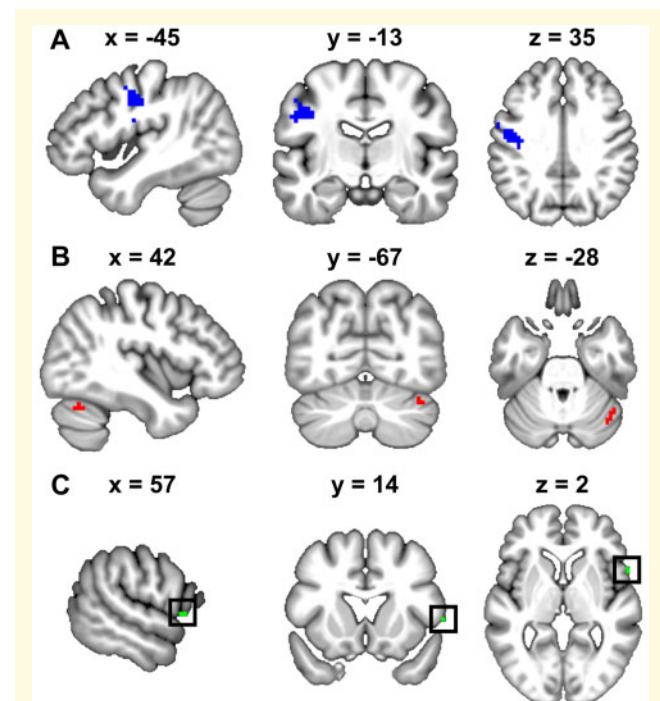 A x = -45 y = -13 z = 35
B x = 42 y = -67 z = -28
C x = 57 y = 14 z = 2